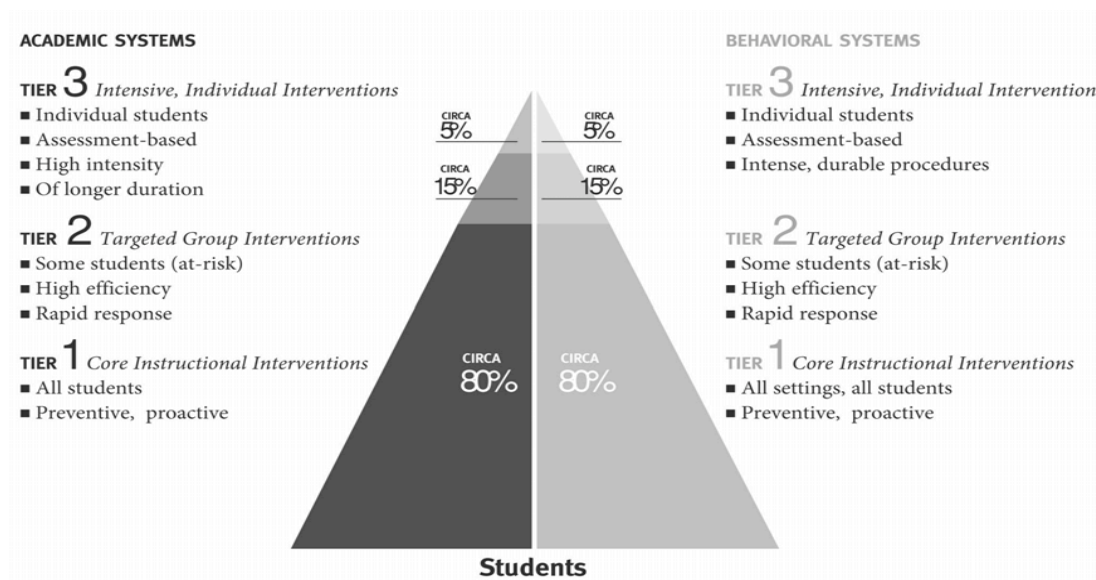 ACADEMIC SYSTEMS
TIER 3 Intensive, Individual Interventions
■ Individual students
■ Assessment-based
■ High intensity
■ Of longer duration
TIER 2 Targeted Group Interventions
■ Some students (at-risk)
■ High efficiency
■ Rapid response
TIER 1 Core Instructional Interventions
■ All students
■ Preventive, proactive
CIRCA
5%
CIRCA
15%
CIRCA
80%
CIRCA
5%
CIRCA
15%
CIRCA
80%
Students
BEHAVIORAL SYSTEMS
TIER 3 Intensive, Individual Intervention
■ Individual students
■ Assessment-based
■ Intense, durable procedures
TIER 2 Targeted Group Interventions
■ Some students (at-risk)
■ High efficiency
■ Rapid response
TIER 1 Core Instructional Interventions
■ All settings, all students
■ Preventive, proactive